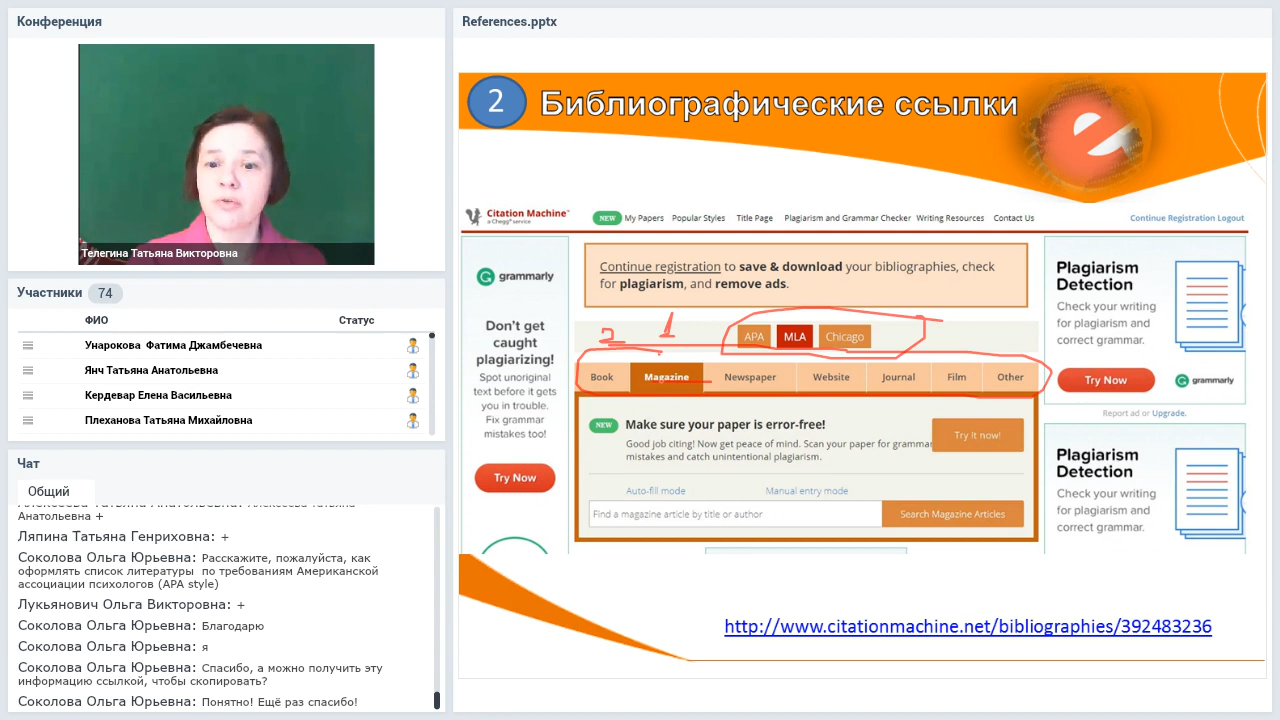 Конференция
Телегина Татьяна Викторовна
Участники 74
ФИО Статус
Унарокова Фатима Джамбечевна
Янч Татьяна Анатольевна
Кердевар Елена Васильевна
Плеханова Татьяна Михайловна
Чат
Общий
Алексеева Татьяна Анатольевна: Алексеева Татьяна
Анатольевна +
Ляпина Татьяна Генриховна: +
Соколова Ольга Юрьевна: Расскажите, пожалуйста, как
оформлять список литературы по требованиям Американской
ассоциации психологов (APA style)
Лукьянович Ольга Викторовна: +
Соколова Ольга Юрьевна: Благодарю
Соколова Ольга Юрьевна: я
Соколова Ольга Юрьевна: Спасибо, а можно получить эту
информацию ссылкой, чтобы скопировать?
Соколова Ольга Юрьевна: Понятно! Ещё раз спасибо!
References.pptx
2 Библиографические ссылки
Citation Machine™
a Chegg® service
NEW My Papers Popular Styles Title Page Plagiarism and Grammar Checker Writing Resources Contact Us
Continue Registration Logout
grammarly
Don't get
caught
plagiarizing!
Spot unoriginal
text before it gets
you in trouble.
Fix grammar
mistakes too!
Try Now
Continue registration to save & download your bibliographies, check
for plagiarism, and remove ads.
2 1
APA MLA Chicago
Book Magazine Newspaper Website Journal Film Other
NEW Make sure your paper is error-free!
Good job citing! Now get peace of mind. Scan your paper for grammar
mistakes and catch unintentional plagiarism.
Try it now!
Auto-fill mode Manual entry mode
Find a magazine article by title or author
Search Magazine Articles
Plagiarism
Detection
Check your writing
for plagiarism and
correct grammar.
Try Now
grammarly
Report ad or Upgrade.
Plagiarism
Detection
Check your writing
for plagiarism and
correct grammar.
http://www.citationmachine.net/bibliographies/392483236